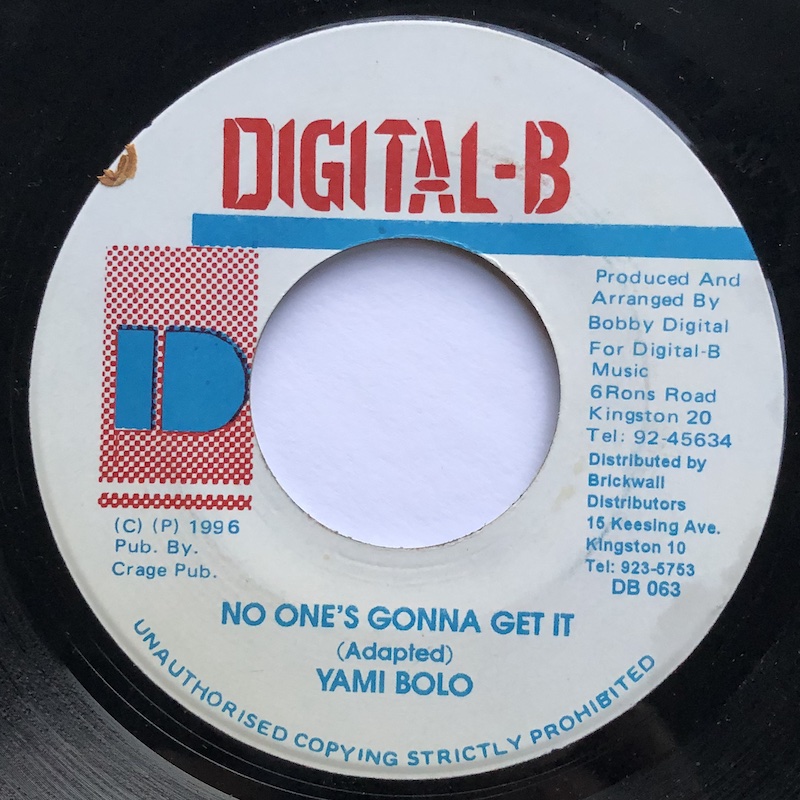 DIGITAL-B
D
Produced And
Arranged By
Bobby Digital
For Digital-B
Music
6Rons Road
Kingston 20
Tel: 92-45634
Distributed by
Brickwall
Distributors
15 Keesing Ave.
Kingston 10
Tel: 923-5753
DB 063
(C) (P) 1996
Pub. By.
Crage Pub.
NO ONE'S GONNA GET IT
(Adapted)
YAMI BOLO
UNAUTHORISED COPYING STRICTLY PROHIBITED